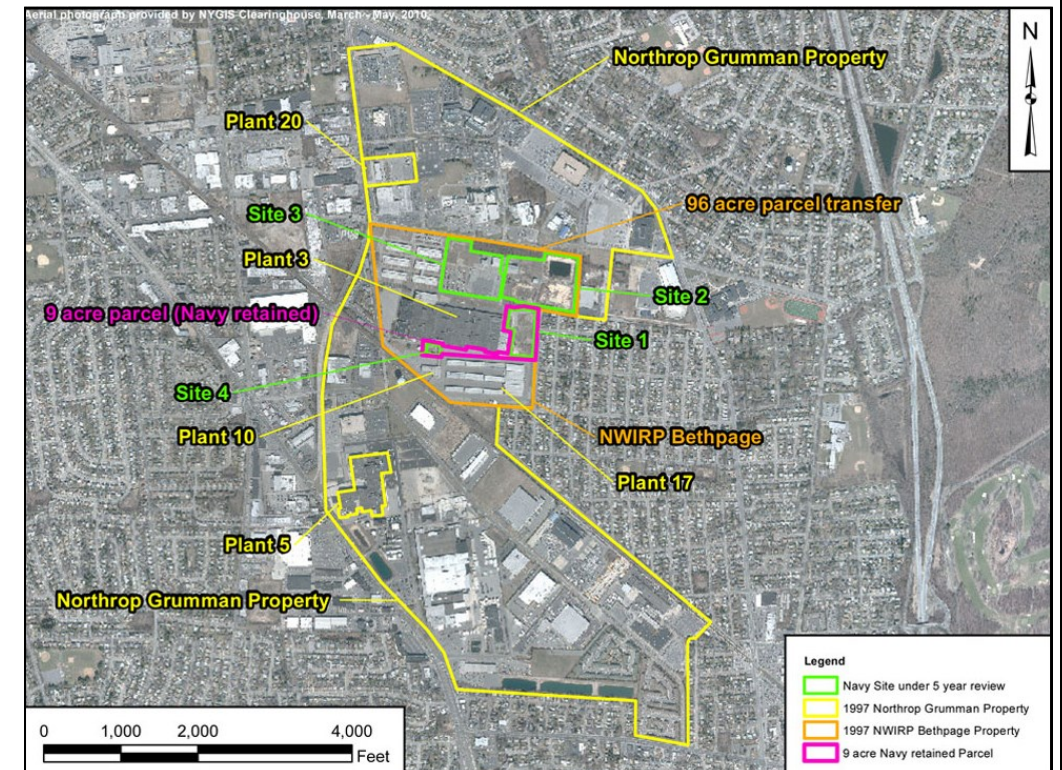 Aerial photograph provided by NYGIS Clearinghouse, March - May, 2010.
N
Northrop Grumman Property
Plant 20
96 acre parcel transfer
Site 3
Plant 3
Site 2
9 acre parcel (Navy retained)
Site 1
Site 4
Plant 10
NWIRP Bethpage
Plant 17
Plant 5
Northrop Grumman Property
Legend
Navy Site under 5 year review
1997 Northrop Grumman Property
1997 NWIRP Bethpage Property
9 acre Navy retained Parcel
0 1,000 2,000 4,000
Feet